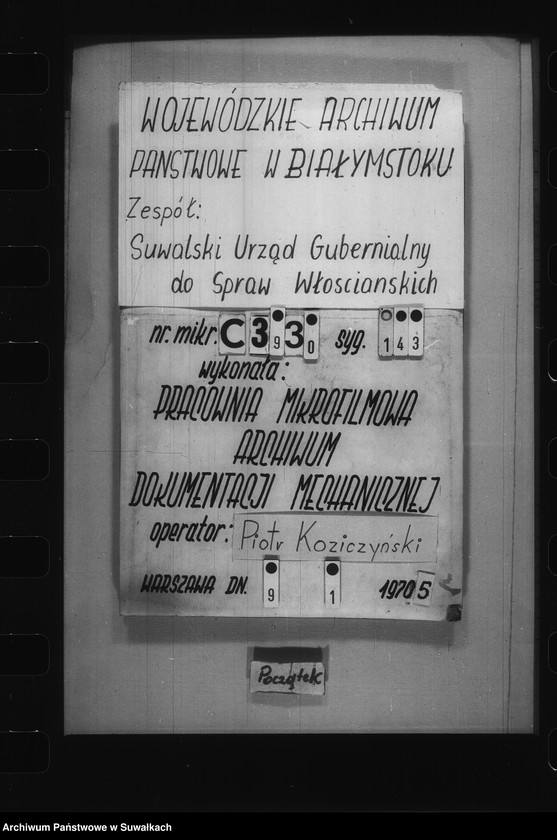 WOJEWÓDZKIE ARCHIWUM
PAŃSTWOWE W BIAŁYMSTOKU
Zespół:
Suwalski Urząd Gubernialny
do Spraw Włoscianskich
nr. mikr. C 3 9 3 0 syg. 1 4 3
wykonała:
PRACOWNIA MIKROFILMOWA
ARCHIWUM
DOKUMENTACJI MECHANICZNEJ
operator: Piotr Koziczyński
WARSZAWA DN. 9 1 1970 5
Początek
Archiwum Państwowe w Suwałkach